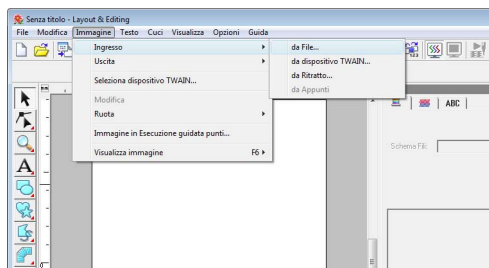 Senza titolo - Layout & Editing
File Modifica Immagine Testo Cuci Visualizza Opzioni Guida
Ingresso
Uscita
Seleziona dispositivo TWAIN...
Modifica
Ruota
Immagine in Esecuzione guidata punti...
Visualizza immagine F6
da File...
da dispositivo TWAIN...
da Ritratto...
da Appunti
123
ABC
Schema Fili:
A